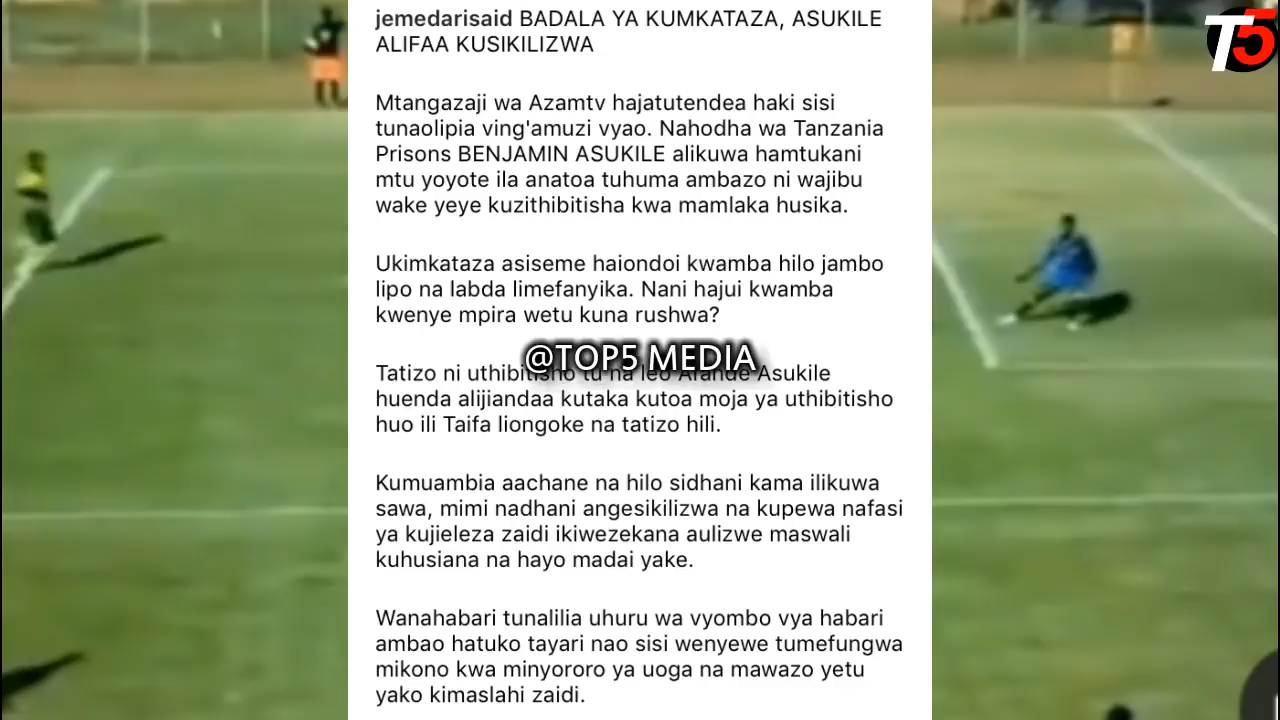 jemedarisaid BADALA YA KUMKATAZA, ASUKILE
ALIFAA KUSIKILIZWA
Mtangazaji wa Azamtv hajatutendea haki sisi
tunaolipia ving'amuzi vyao. Nahodha wa Tanzania
Prisons BENJAMIN ASUKILE alikuwa hamtukani
mtu yoyote ila anatoa tuhuma ambazo ni wajibu
wake yeye kuzithibitisha kwa mamlaka husika.
Ukimkataza asiseme haiondoi kwamba hilo jambo
lipo na labda limefanyika. Nani hajui kwamba
kwenye mpira wetu kuna rushwa?
@TOP5 MEDIA
Tatizo ni uthibitisho tu na leo Afande Asukile
huenda alijiandaa kutaka kutoa moja ya uthibitisho
huo ili Taifa liongoke na tatizo hili.
Kumuambia aachane na hilo sidhani kama ilikuwa
sawa, mimi nadhani angesikilizwa na kupewa nafasi
ya kujieleza zaidi ikiwezekana aulizwe maswali
kuhusiana na hayo madai yake.
Wanahabari tunalilia uhuru wa vyombo vya habari
ambao hatuko tayari nao sisi wenyewe tumefungwa
mikono kwa minyororo ya uoga na mawazo yetu
yako kimaslahi zaidi.
T5